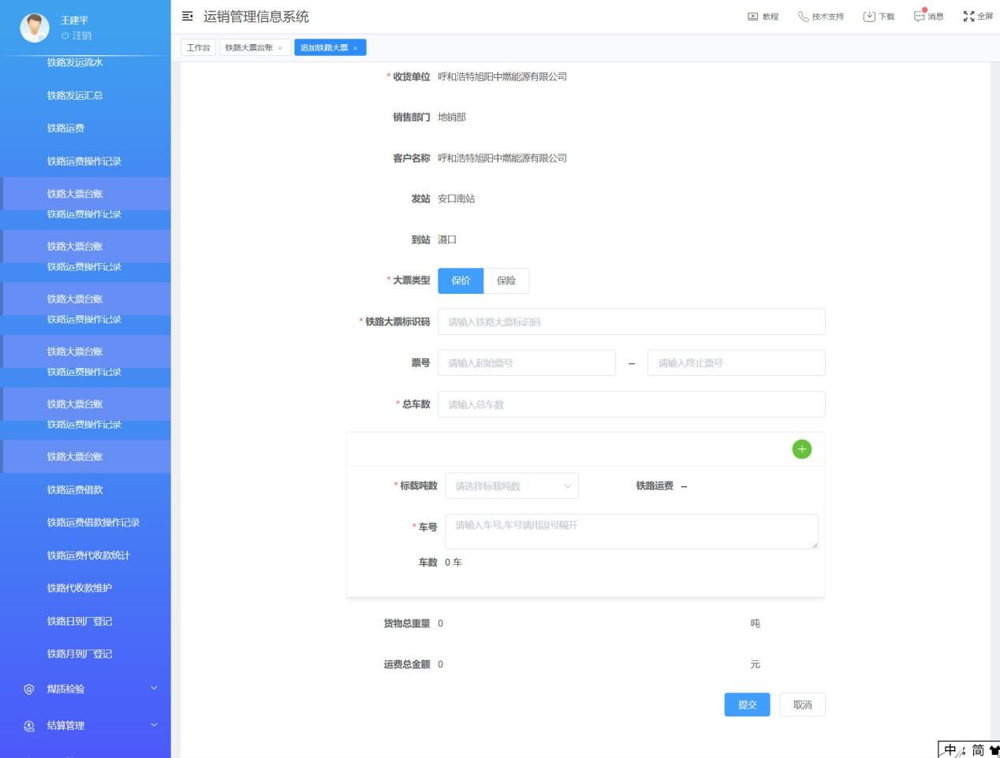 王建平
注销
铁路发运流水
铁路发运汇总
铁路运费
铁路运费操作记录
铁路大票台账
铁路运费操作记录
铁路大票台账
铁路运费操作记录
铁路大票台账
铁路运费操作记录
铁路大票台账
铁路运费操作记录
铁路大票台账
铁路运费操作记录
铁路大票台账
铁路运费借款
铁路运费借款操作记录
铁路运费代收款统计
铁路代收款维护
铁路日到厂登记
铁路月到厂登记
煤质检验
结算管理
运销管理信息系统
教程 技术支持 下载 消息 全屏
工作台 铁路大票台账 × 追加铁路大票 ×
* 收货单位 呼和浩特旭阳中燃能源有限公司
销售部门 地销部
客户名称 呼和浩特旭阳中燃能源有限公司
发站 安口南站
到站 滠口
* 大票类型 保价 保险
* 铁路大票标识码 请输入铁路大票标识码
票号 请输入起始票号 -- 请输入终止票号
* 总车数 请输入总车数
* 标载吨数 请选择标载吨数 铁路运费 --
* 车号 请输入车号,车号请用逗号隔开
车数 0 车
货物总重量 0 吨
运费总金额 0 元
提交 取消
中 简